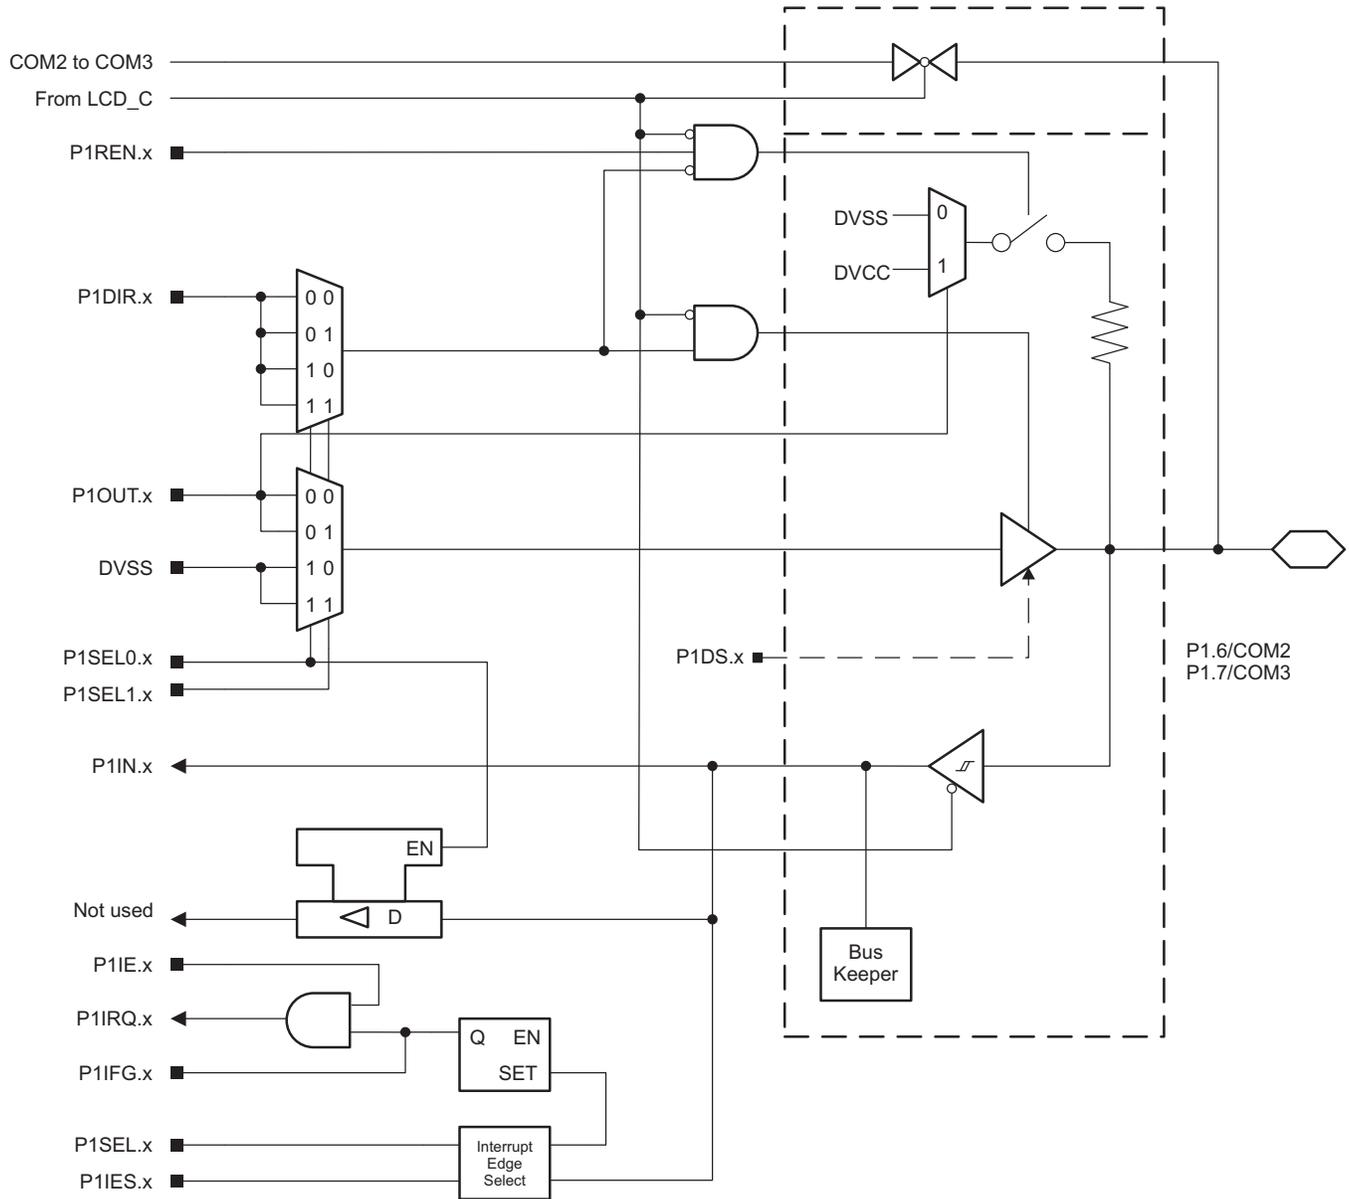 COM2 to COM3
From LCD_C
P1REN.x
DVSS
0
DVCC
1
P1DIR.x
0 0
0 1
1 0
1 1
P1OUT.x
0 0
0 1
DVSS
1 0
1 1
P1SEL0.x
P1SEL1.x
P1DS.x
P1.6/COM2
P1.7/COM3
P1IN.x
EN
Not used
D
Bus
Keeper
P1IE.x
P1IRQ.x
Q EN
P1IFG.x
SET
P1SEL.x
P1IES.x
Interrupt
Edge
Select